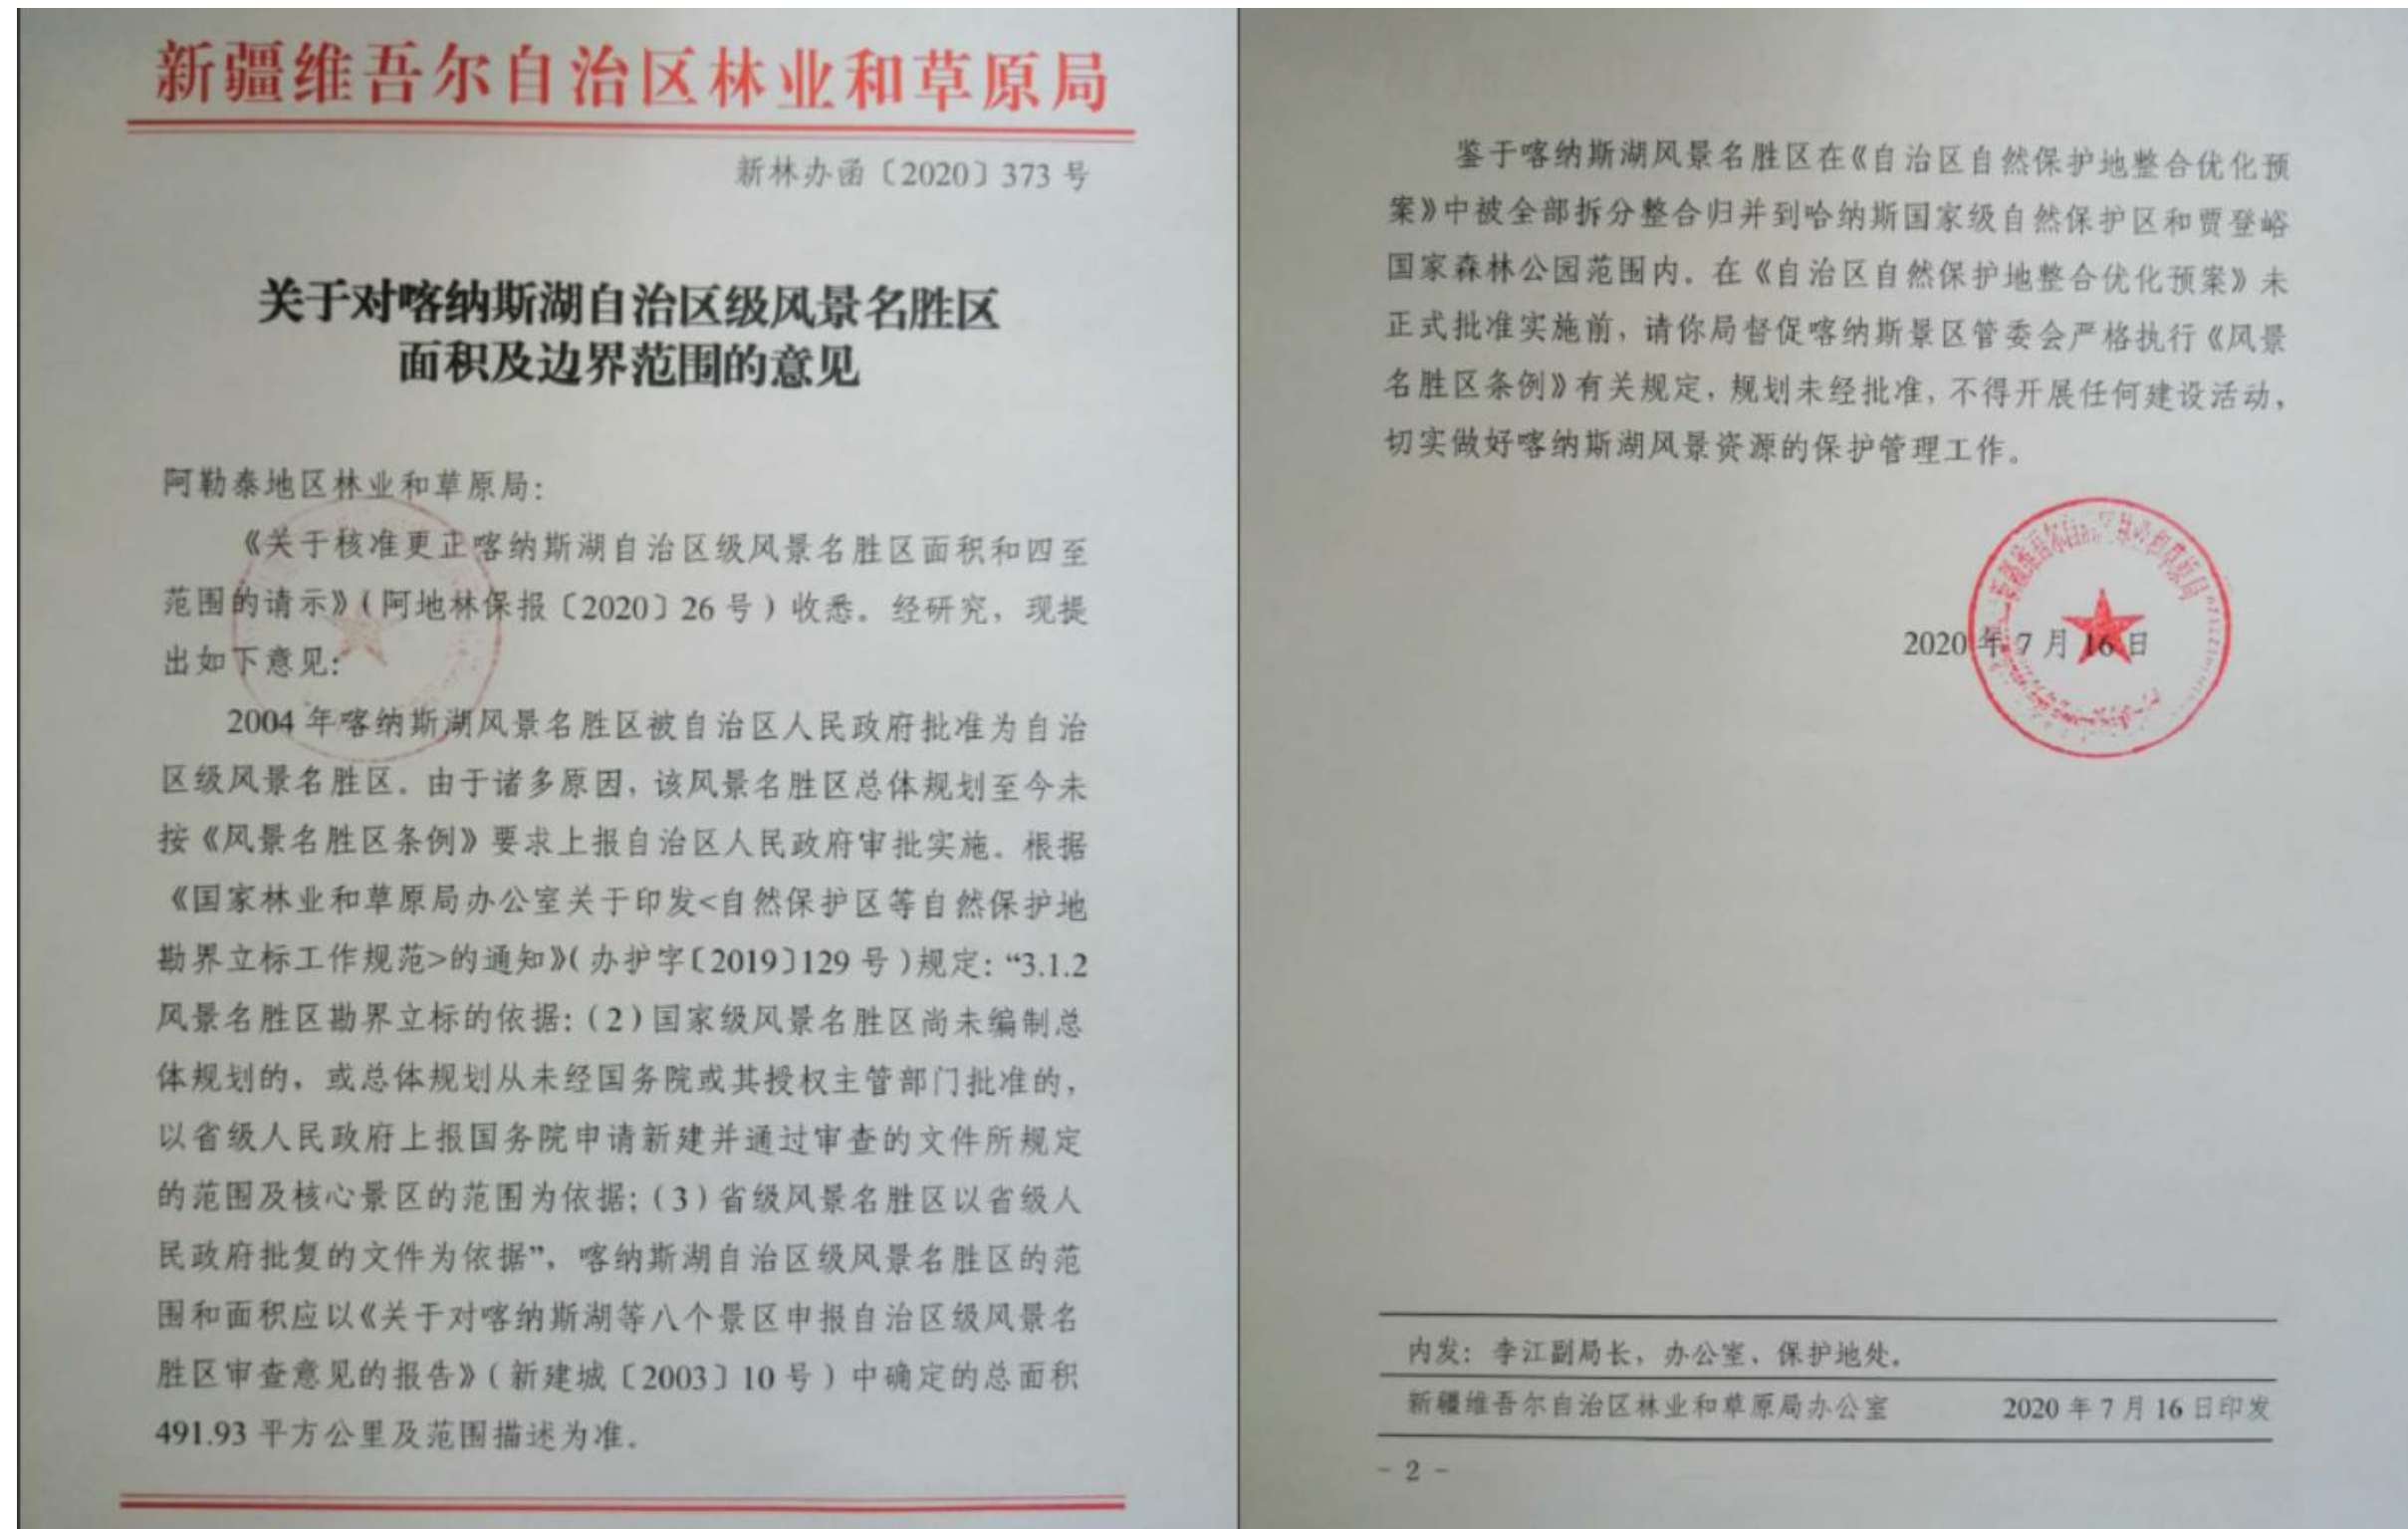 新疆维吾尔自治区林业和草原局
新林办函〔2020〕373 号
关于对喀纳斯湖自治区级风景名胜区
面积及边界范围的意见
阿勒泰地区林业和草原局：
《关于核准更正喀纳斯湖自治区级风景名胜区面积和四至
范围的请示》（阿地林保报〔2020〕26 号）收悉。经研究，现提
出如下意见：
2004 年喀纳斯湖风景名胜区被自治区人民政府批准为自治
区级风景名胜区。由于诸多原因，该风景名胜区总体规划至今未
按《风景名胜区条例》要求上报自治区人民政府审批实施。根据
《国家林业和草原局办公室关于印发<自然保护区等自然保护地
勘界立标工作规范>的通知》（办护字〔2019〕129 号）规定：“3.1.2
风景名胜区勘界立标的依据：（2）国家级风景名胜区尚未编制总
体规划的，或总体规划从未经国务院或其授权主管部门批准的，
以省级人民政府上报国务院申请新建并通过审查的文件所规定
的范围及核心景区的范围为依据；（3）省级风景名胜区以省级人
民政府批复的文件为依据”，喀纳斯湖自治区级风景名胜区的范
围和面积应以《关于对喀纳斯湖等八个景区申报自治区级风景名
胜区审查意见的报告》（新建城〔2003〕10 号）中确定的总面积
491.93 平方公里及范围描述为准。
鉴于喀纳斯湖风景名胜区在《自治区自然保护地整合优化预
案》中被全部拆分整合归并到哈纳斯国家级自然保护区和贾登峪
国家森林公园范围内。在《自治区自然保护地整合优化预案》未
正式批准实施前，请你局督促喀纳斯景区管委会严格执行《风景
名胜区条例》有关规定，规划未经批准，不得开展任何建设活动，
切实做好喀纳斯湖风景资源的保护管理工作。
2020 年 7 月 16 日
内发：李江副局长，办公室、保护地处。
新疆维吾尔自治区林业和草原局办公室 2020 年 7 月 16 日印发
- 2 -